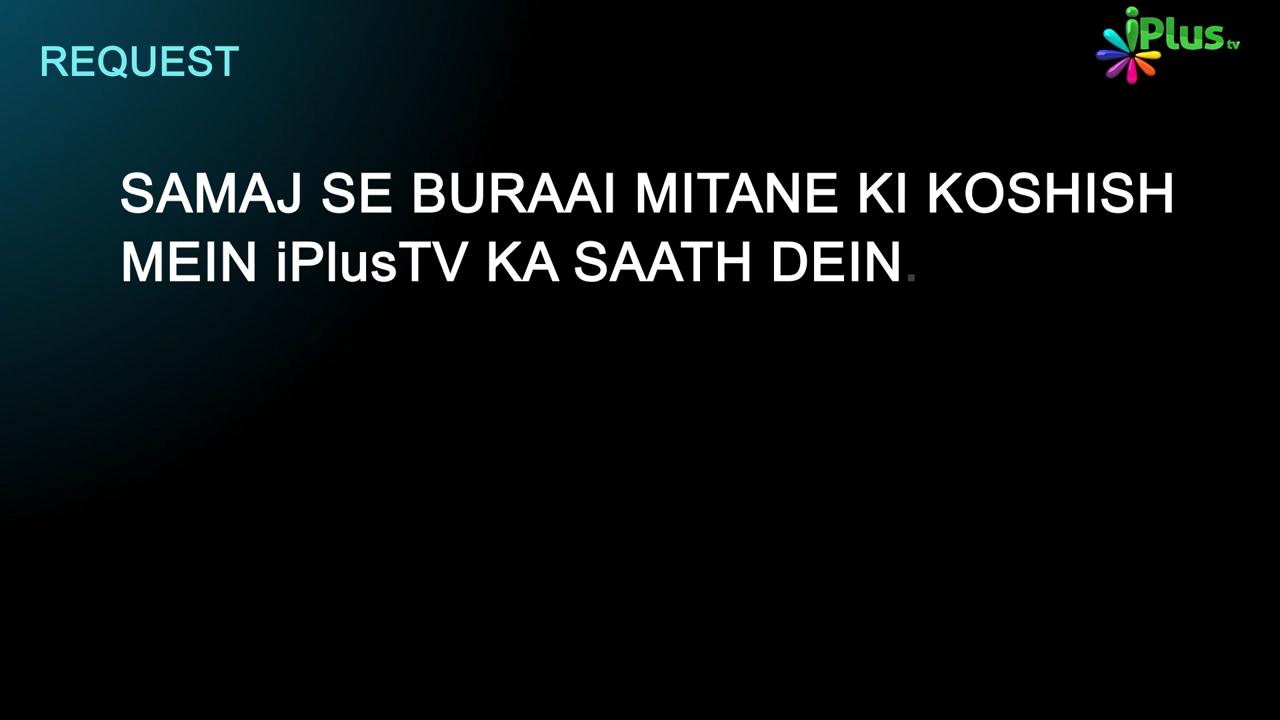 REQUEST
iPlus tv
SAMAJ SE BURAAI MITANE KI KOSHISH
MEIN iPlusTV KA SAATH DEIN.